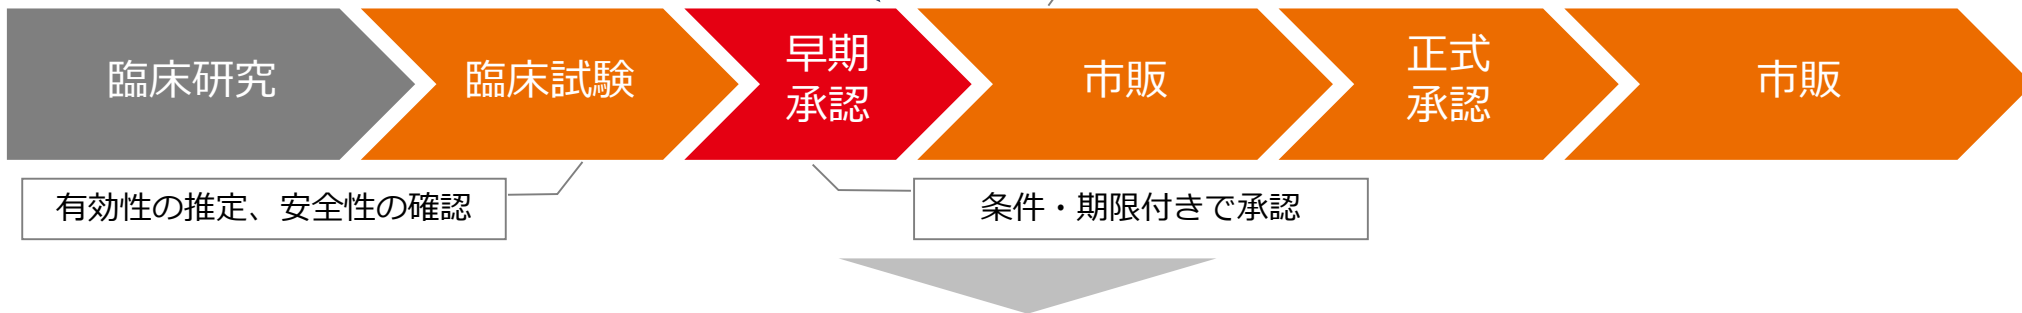 臨床研究
臨床試験
早期
承認
市販
正式
承認
市販
有効性の推定、安全性の確認
条件・期限付きで承認